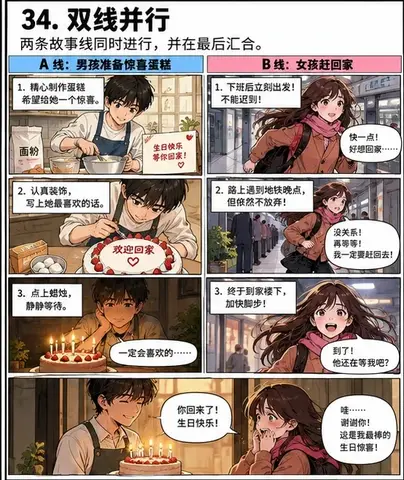 34. 双线并行
两条故事线同时进行，并在最后汇合。
A 线：男孩准备惊喜蛋糕
B 线：女孩赶回家
1. 精心制作蛋糕
希望给她一个惊喜。
面粉
生日快乐
等你回家！
1. 下班后立刻出发！
不能迟到！
快一点！
好想回家……
2. 认真装饰，
写上她最喜欢的话。
欢迎回家
2. 路上遇到地铁晚点，
但依然不放弃！
没关系！
再等等！
我一定要赶回去！
3. 点上蜡烛，
静静等待。
一定会喜欢的……
3. 终于到家楼下，
加快脚步！
到了！
他还在等我吧？
你回来了！
生日快乐！
哇……
谢谢你！
这是我最棒的
生日惊喜！